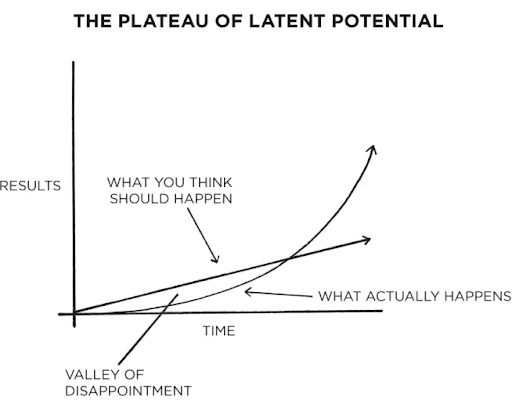 THE PLATEAU OF LATENT POTENTIAL
RESULTS
WHAT YOU THINK
SHOULD HAPPEN
WHAT ACTUALLY HAPPENS
TIME
VALLEY OF
DISAPPOINTMENT